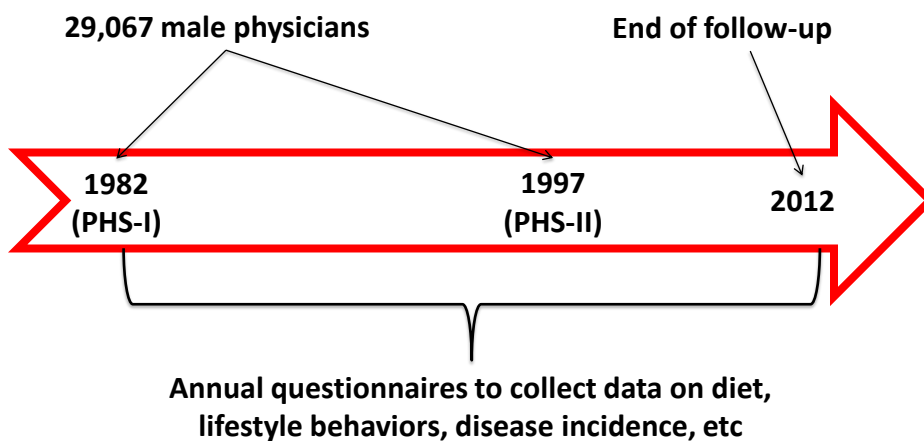 29,067 male physicians
End of follow-up
1982
(PHS-I)
1997
(PHS-II)
2012
Annual questionnaires to collect data on diet,
lifestyle behaviors, disease incidence, etc